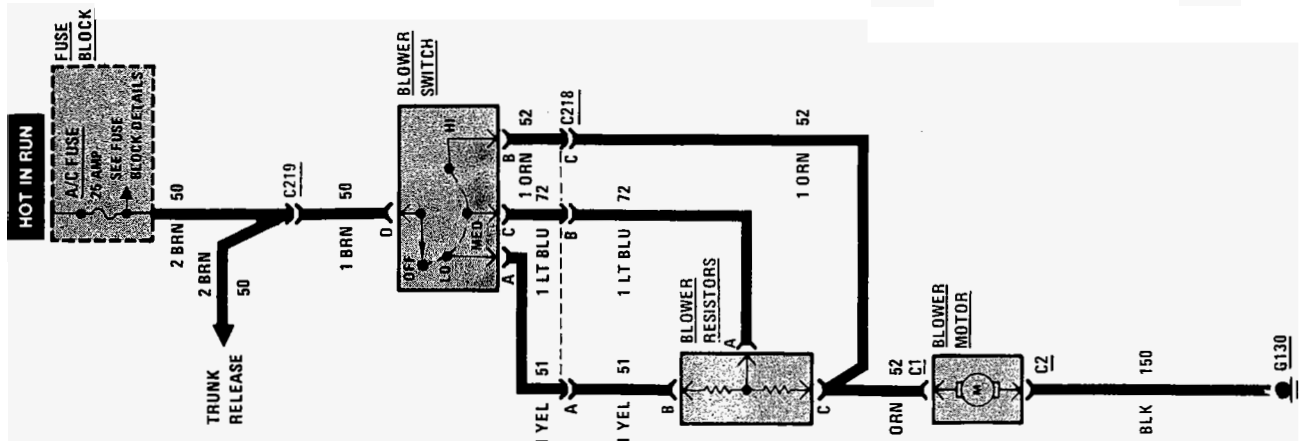 HOT IN RUN
FUSE
BLOCK
A/C FUSE
25 AMP
SEE FUSE
BLOCK DETAILS
2 BRN
50
2 BRN
50
TRUNK
RELEASE
C219
1 BRN
50
D
BLOWER
SWITCH
OFF
LO
MED
HI
A
C
B
1 LT BLU
72
1 ORN
52
C218
1 YEL
51
A
B
C
1 YEL
51
1 LT BLU
72
1 ORN
52
BLOWER
RESISTORS
B
A
C
ORN
52
C1
BLOWER
MOTOR
M
C2
BLK
150
G130